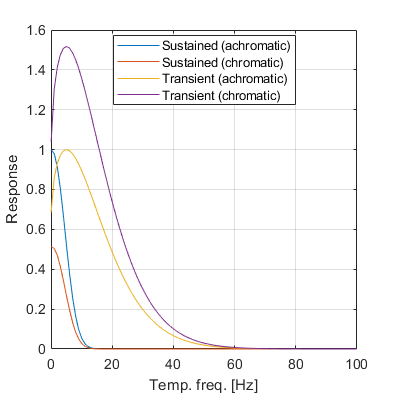 1.6
1.4
1.2
1
0.8
0.6
0.4
0.2
0
Response
Sustained (achromatic)
Sustained (chromatic)
Transient (achromatic)
Transient (chromatic)
0 20 40 60 80 100
Temp. freq. [Hz]